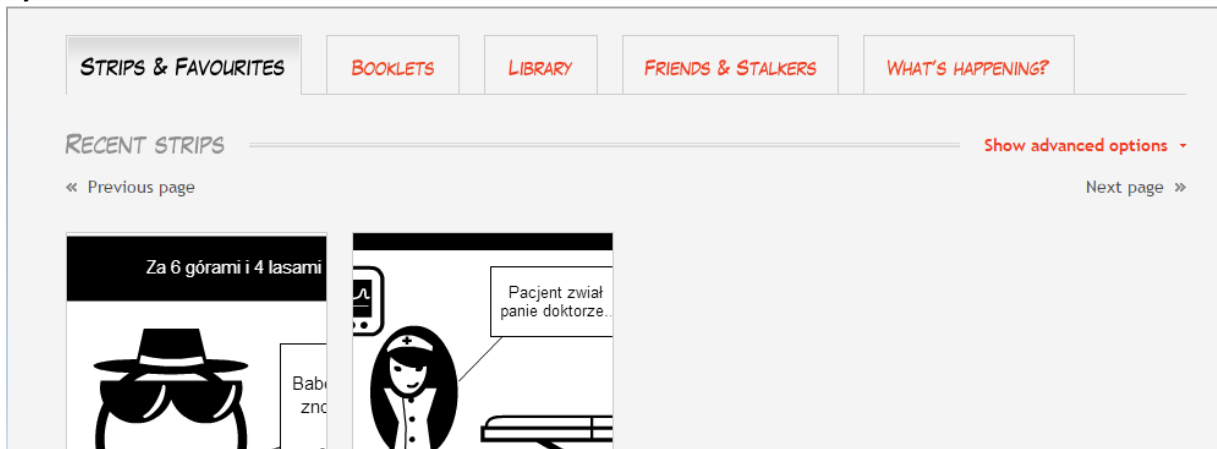 STRIPS & FAVOURITES
BOOKLETS
LIBRARY
FRIENDS & STALKERS
WHAT'S HAPPENING?
RECENT STRIPS
Show advanced options
« Previous page
Next page »
Za 6 górami i 4 lasami
Pacjent zwiał
panie doktorze..